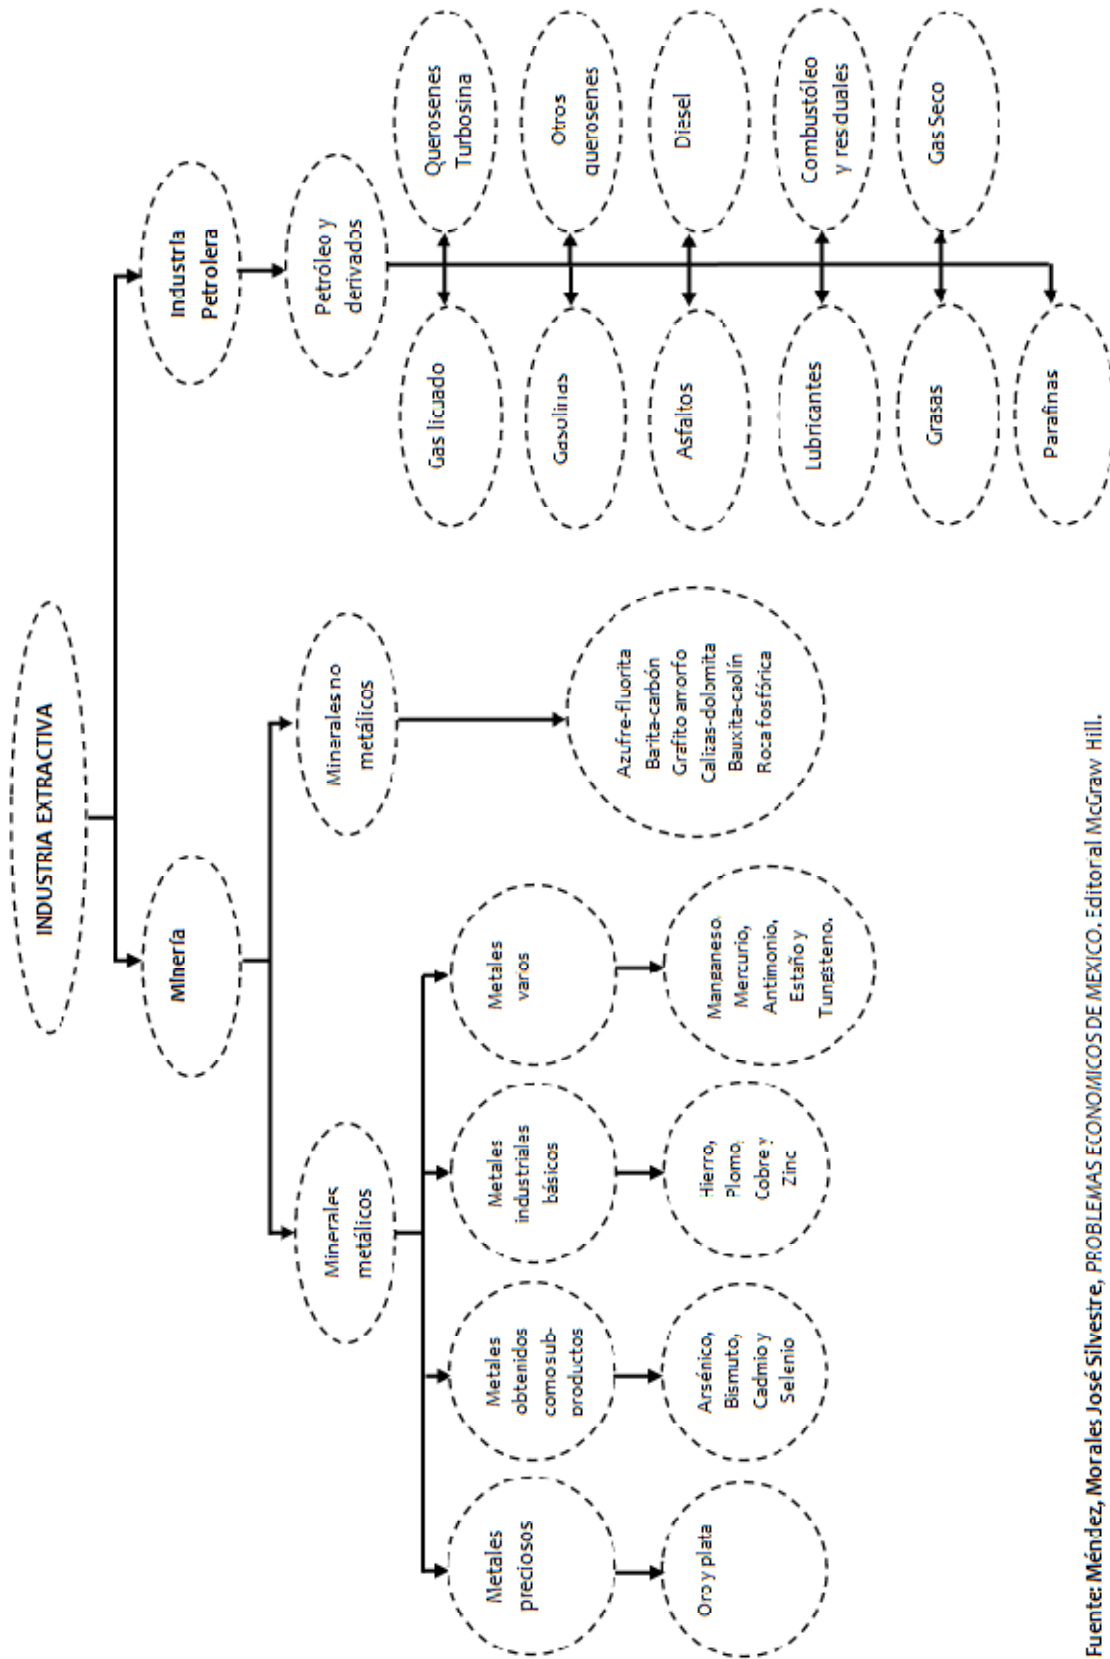 INDUSTRIA EXTRACTIVA
Minería
Industria
Petrolera
Minerales
metálicos
Minerales no
metálicos
Petróleo y
derivados
Metales
preciosos
Metales
obtenidos
como sub-
productos
Metales
industriales
básicos
Metales
varios
Oro y plata
Arsénico,
Bismuto,
Cadmio y
Selenio
Hierro,
Plomo,
Cobre y
Zinc
Manganeso,
Mercurio,
Antimonio,
Estaño y
Tungsteno.
Azufre-fluorita
Barita-carbón
Grafito amorfo
Calizas-dolomita
Bauxita-caolín
Roca fosfórica
Gas licuado
Querosenes
Turbosina
Gasolinas
Otros
querosenes
Asfaltos
Diesel
Lubricantes
Combustóleo
y residuales
Grasas
Gas Seco
Parafinas
Fuente: Méndez, Morales José Silvestre, PROBLEMAS ECONOMICOS DE MEXICO. Editorial McGraw Hill.